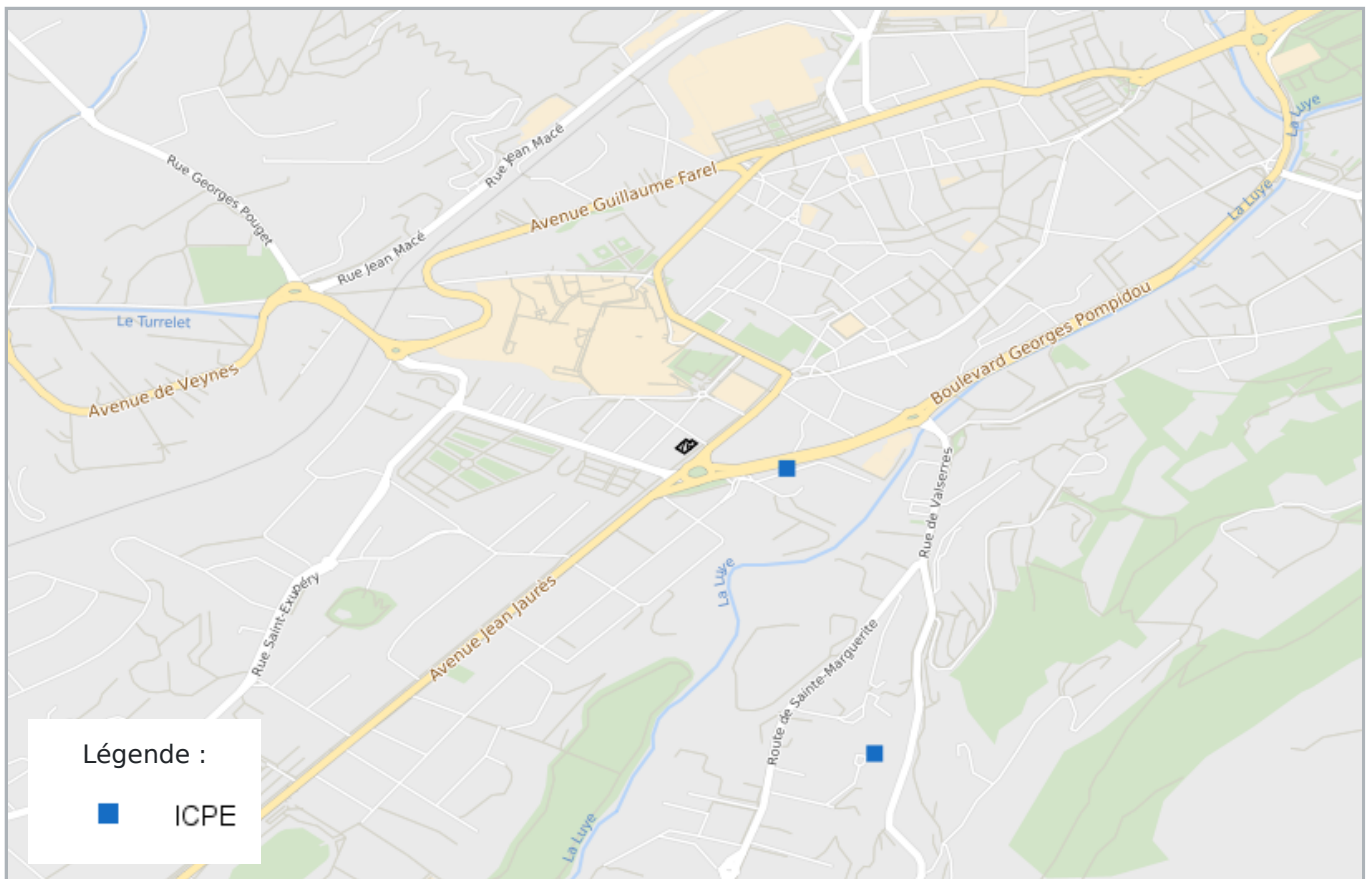 La Luye
Rue Jean Macé
Rue Georges Pouget
Avenue Guillaume Farel
La Luye
Rue Jean Macé
Le Turrelet
Boulevard Georges Pompidou
Avenue de Veynes
Rue de Valserres
La Luye
Rue Saint-Exupéry
Avenue Jean Jaurès
Route de Sainte-Marguerite
Légende :
ICPE
La Luye